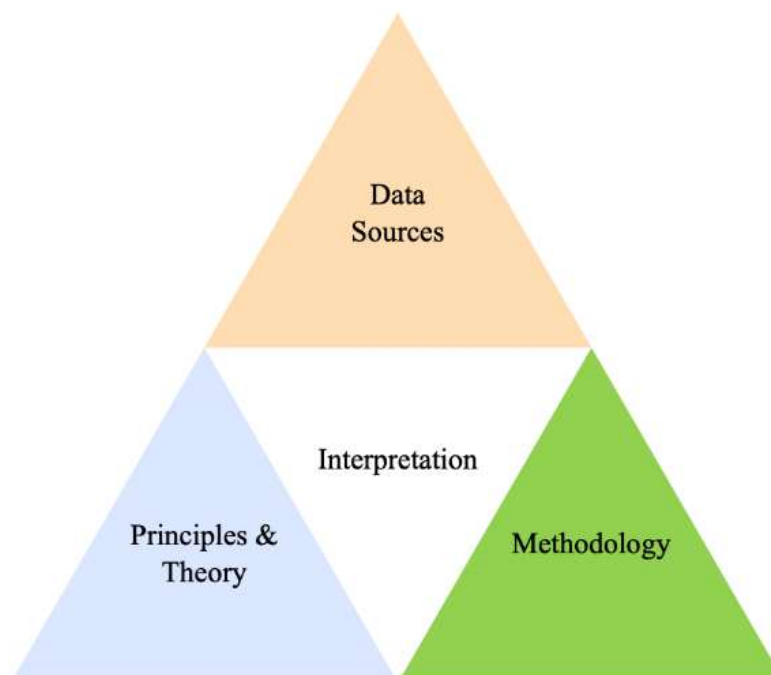 Data
Sources
Interpretation
Principles &
Theory
Methodology